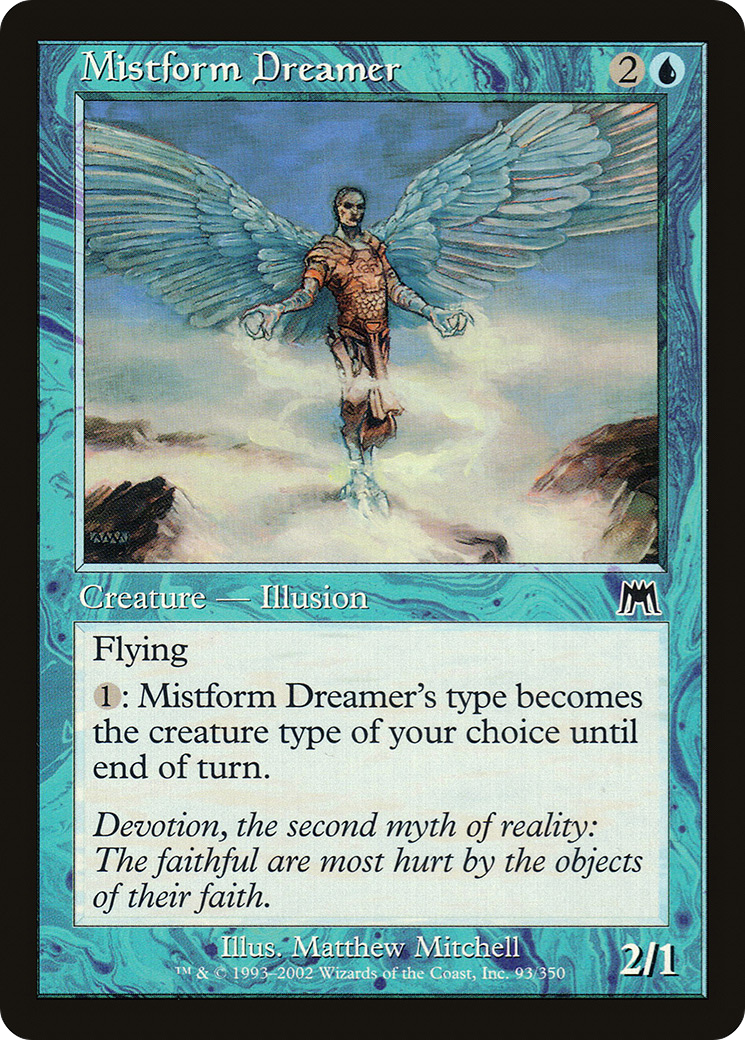 Mistform Dreamer
2
Creature — Illusion
Flying
1: Mistform Dreamer's type becomes
the creature type of your choice until
end of turn.
Devotion, the second myth of reality:
The faithful are most hurt by the objects
of their faith.
Illus. Matthew Mitchell
™ & © 1993–2002 Wizards of the Coast, Inc. 93/350
2/1